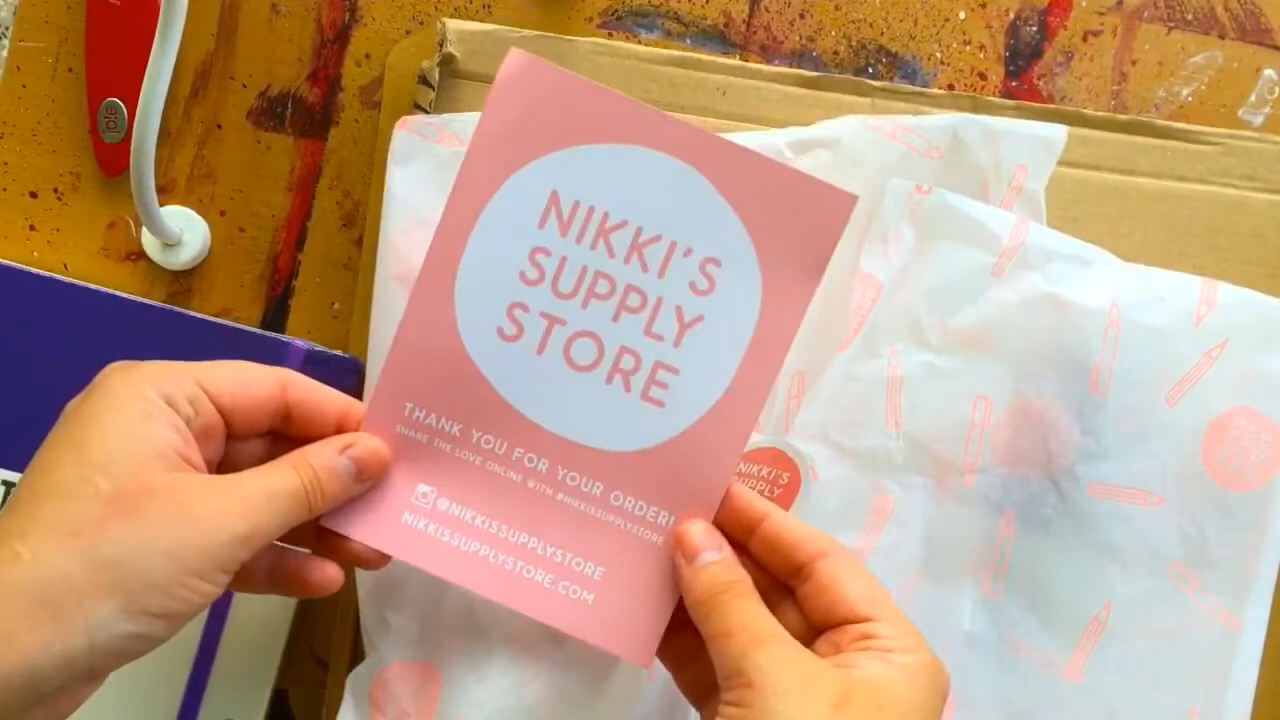 NIKKI'S
SUPPLY
STORE
THANK YOU FOR YOUR ORDER!
SHARE THE LOVE ONLINE WITH @NIKKISSUPPLYSTORE
@NIKKISSUPPLYSTORE
NIKKISSUPPLYSTORE.COM
NIKKI'S
SUPPLY